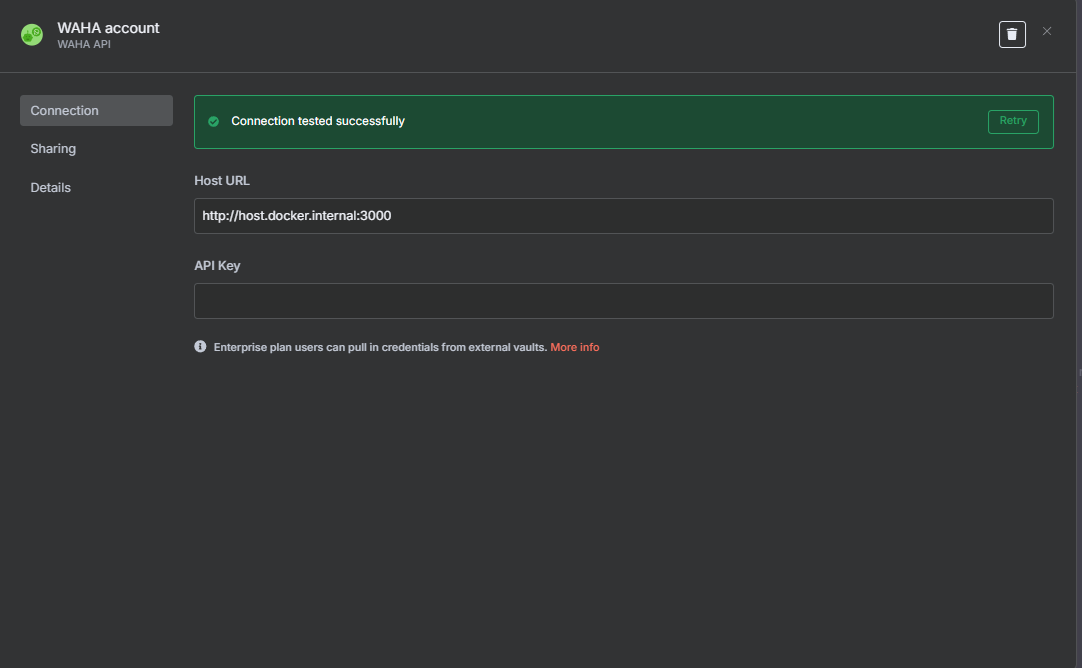 WAHA account
WAHA API
Connection
Sharing
Details
Connection tested successfully
Retry
Host URL
http://host.docker.internal:3000
API Key
Enterprise plan users can pull in credentials from external vaults. More info